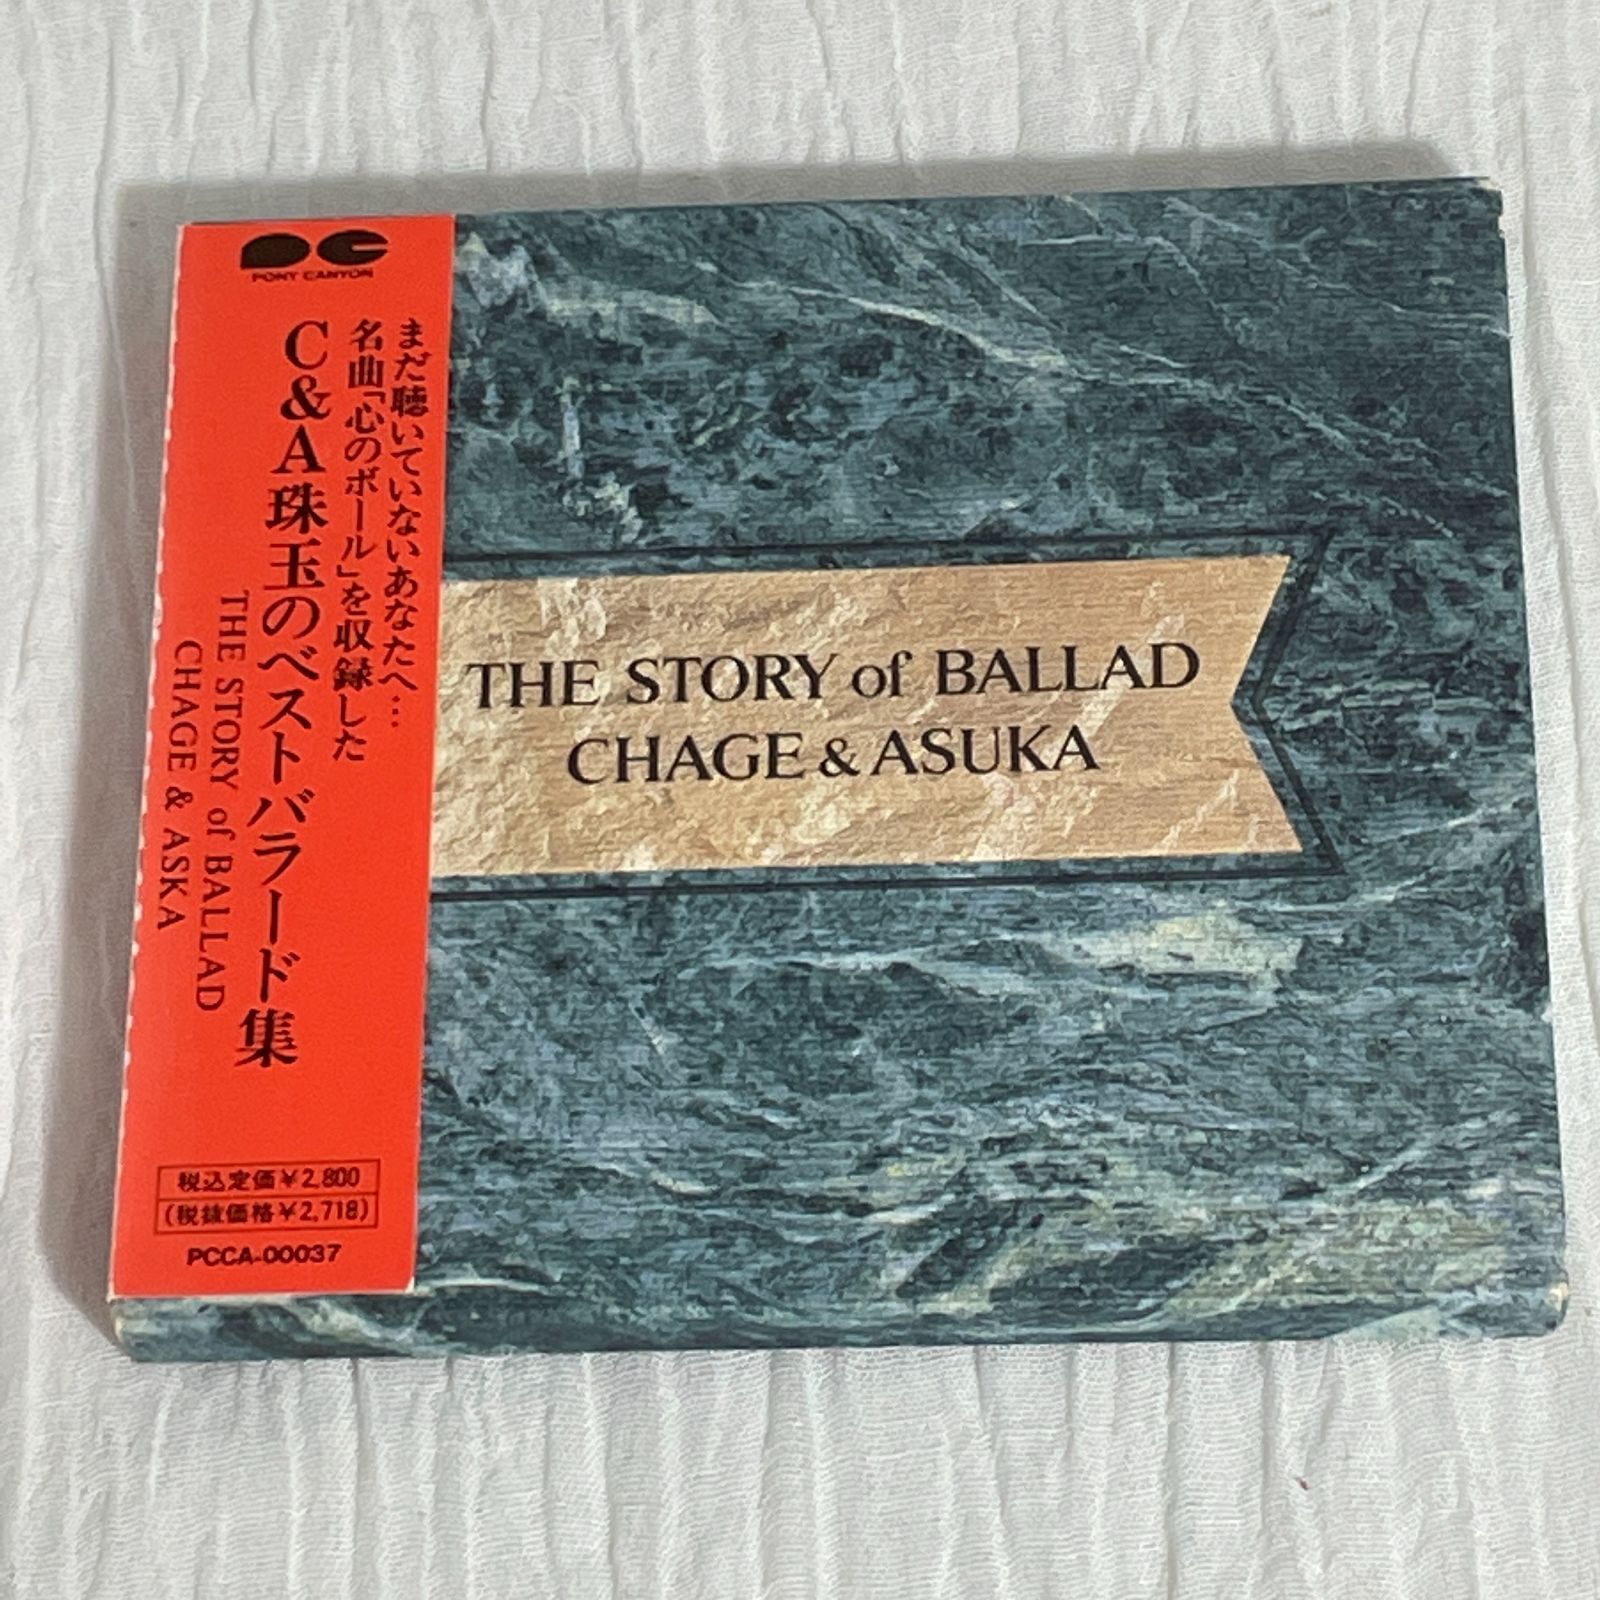 PONY CANYON
まだ聴いていないあなたへ…
名曲「心のボール」を収録した
C&A珠玉のベストバラード集
THE STORY of BALLAD
CHAGE & ASKA
税込定価¥2,800
(税抜価格¥2,718)
PCCA-00037
THE STORY of BALLAD
CHAGE & ASUKA